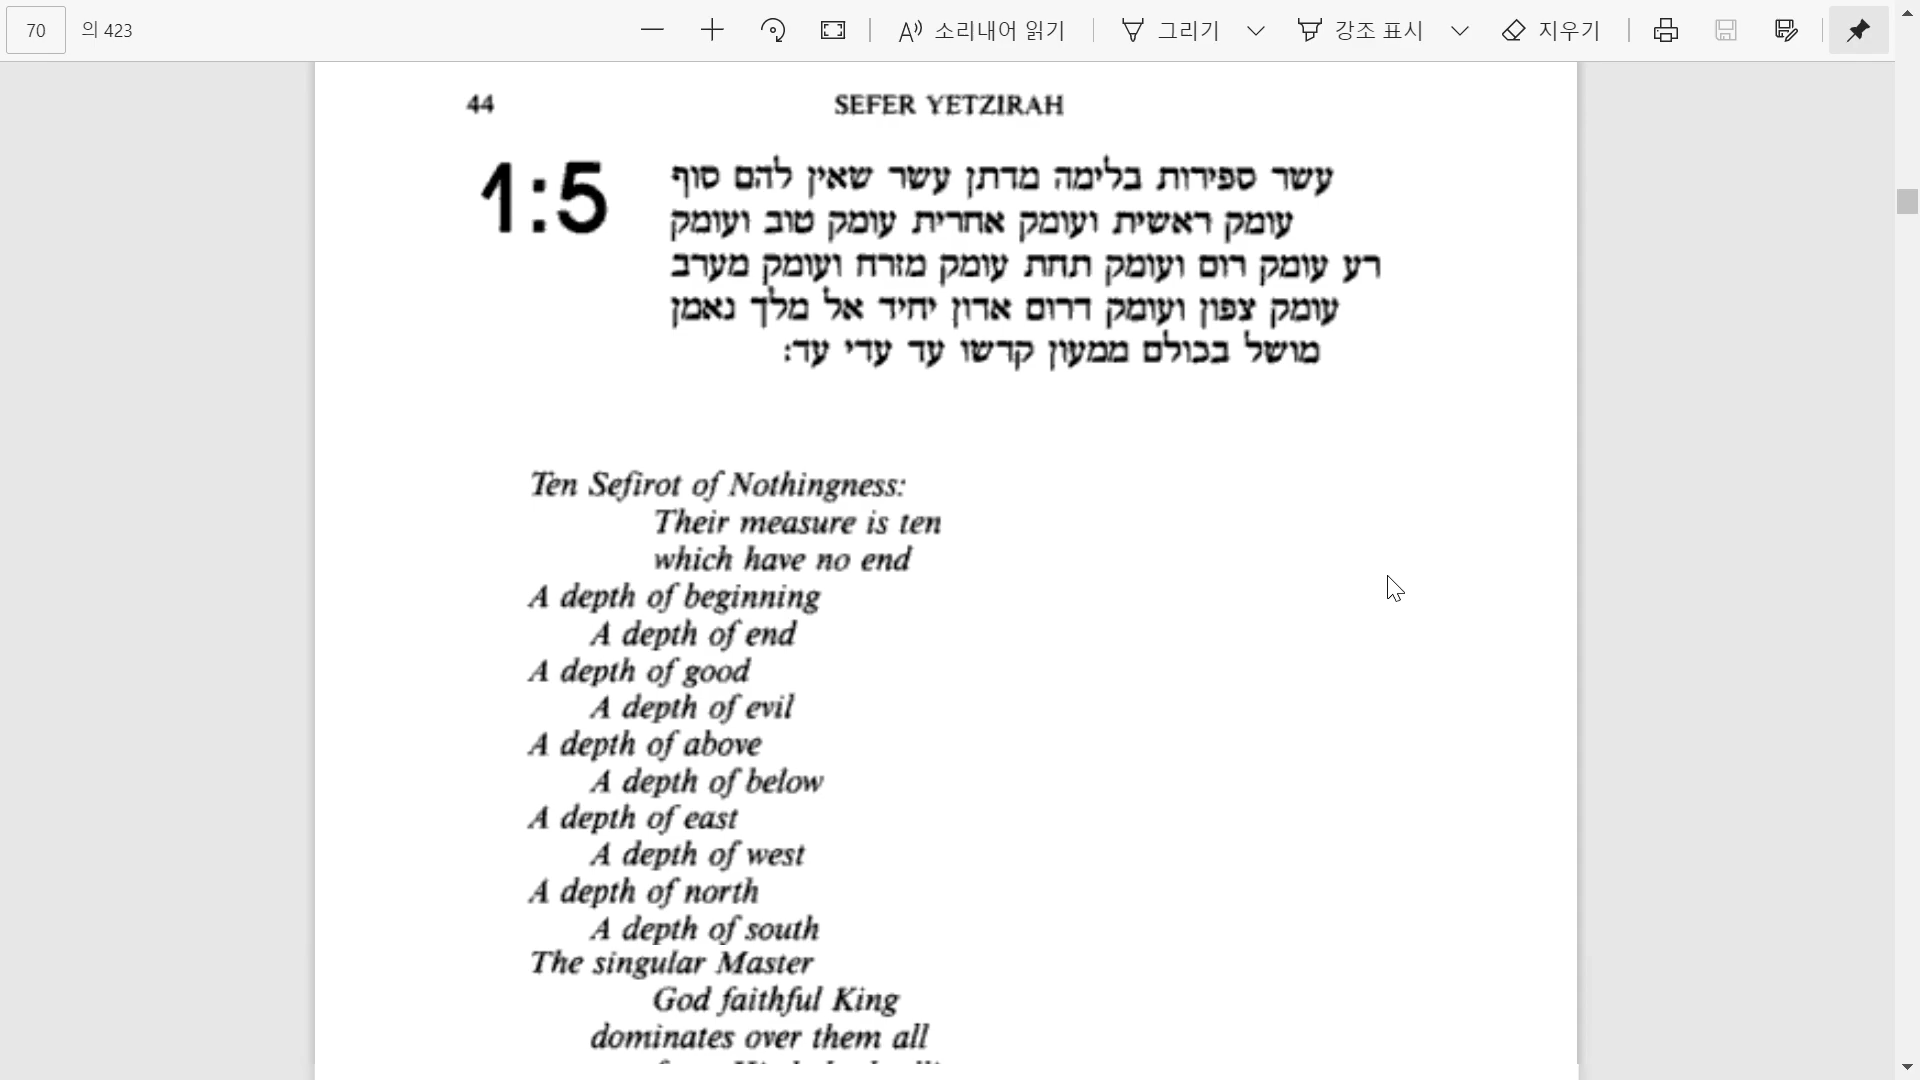 70 의 423 소리내어 읽기 그리기 강조 표시 지우기
44 SEFER YETZIRAH
1:5
עשר ספירות בלימה מדתן עשר שאין להם סוף
עומק ראשית ועומק אחרית עומק טוב ועומק
רע עומק רום ועומק תחת עומק מזרח ועומק מערב
עומק צפון ועומק דרום אדון יחיד אל מלך נאמן
מושל בכולם ממעון קדשו עד עדי עד:
Ten Sefirot of Nothingness:
Their measure is ten
which have no end
A depth of beginning
A depth of end
A depth of good
A depth of evil
A depth of above
A depth of below
A depth of east
A depth of west
A depth of north
A depth of south
The singular Master
God faithful King
dominates over them all